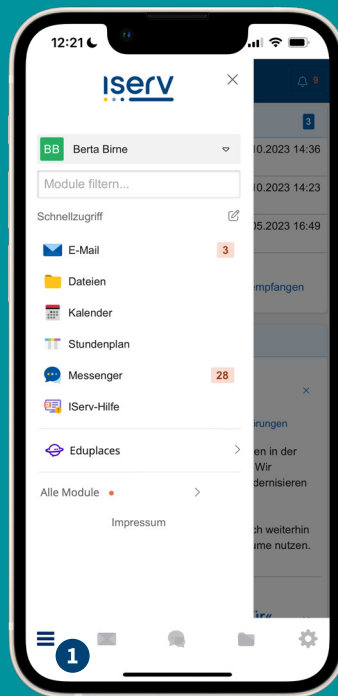 12:21
IServ
9
BB Berta Birne
3
Module filtern...
10.2023 14:36
Schnellzugriff
10.2023 14:23
05.2023 16:49
E-Mail 3
Dateien
empfangen
Kalender
Stundenplan
Messenger 28
IServ-Hilfe
örungen
Eduplaces
en in der
Wir
dernisieren
Alle Module
Impressum
ch weiterhin
ume nutzen.
1